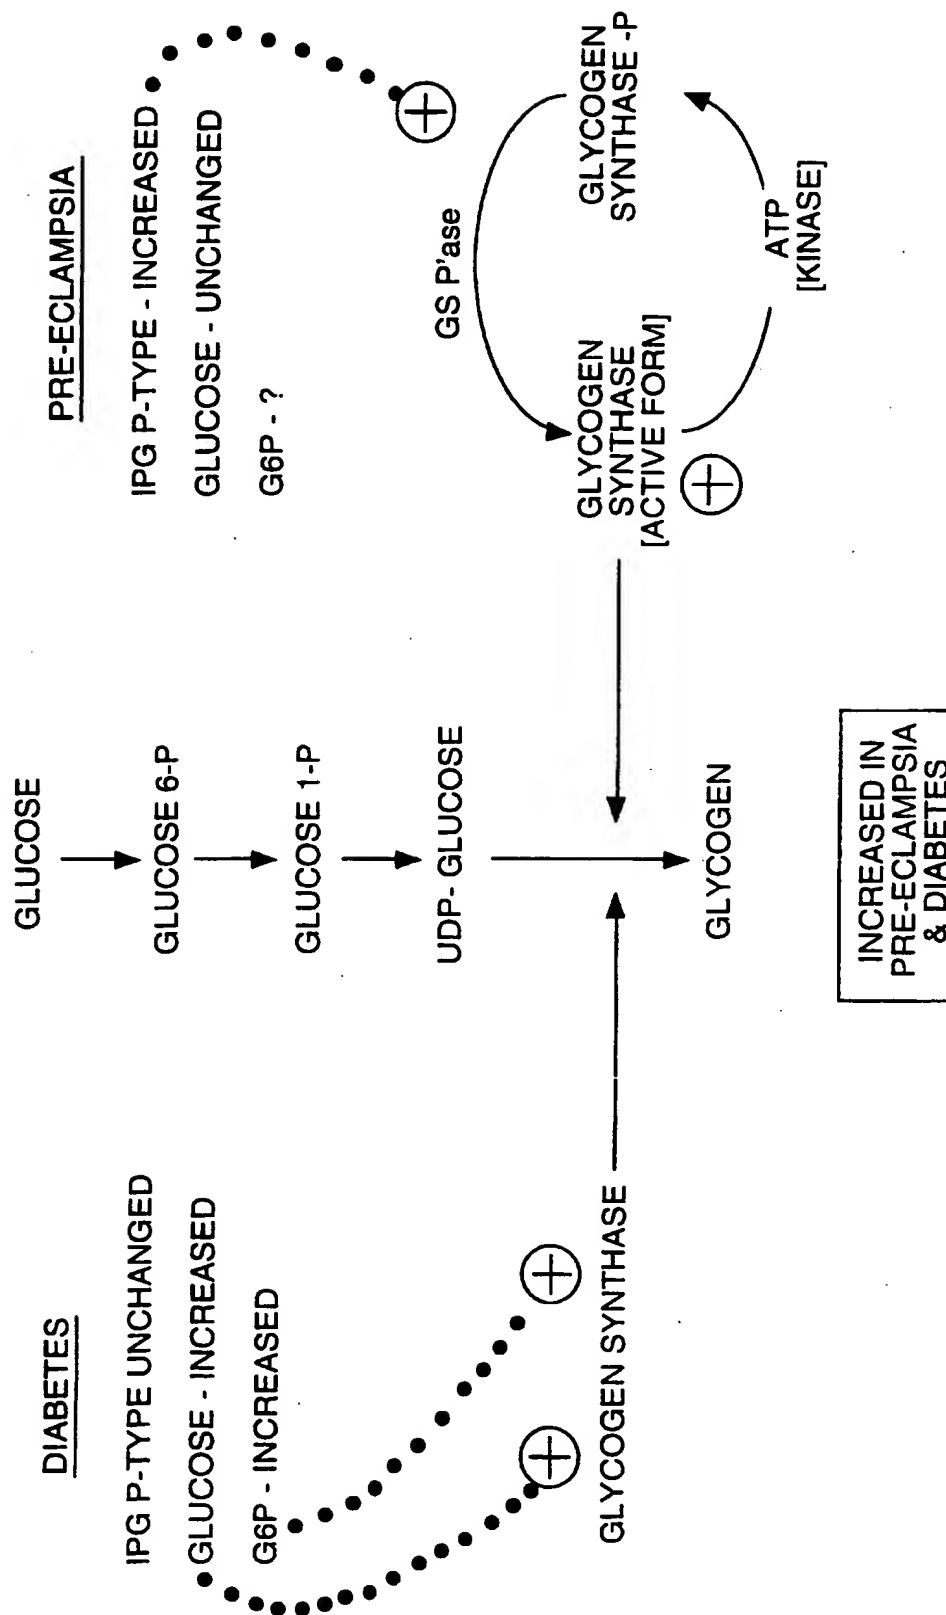 DIABETES
IPG P-TYPE UNCHANGED
GLUCOSE - INCREASED
G6P - INCREASED
GLYCOGEN SYNTHASE
GLUCOSE
GLUCOSE 6-P
GLUCOSE 1-P
UDP- GLUCOSE
GLYCOGEN
INCREASED IN
PRE-ECLAMPSIA
& DIABETES
PRE-ECLAMPSIA
IPG P-TYPE - INCREASED
GLUCOSE - UNCHANGED
G6P - ?
GS P'ase
GLYCOGEN
SYNTHASE
[ACTIVE FORM]
GLYCOGEN
SYNTHASE -P
ATP
[KINASE]